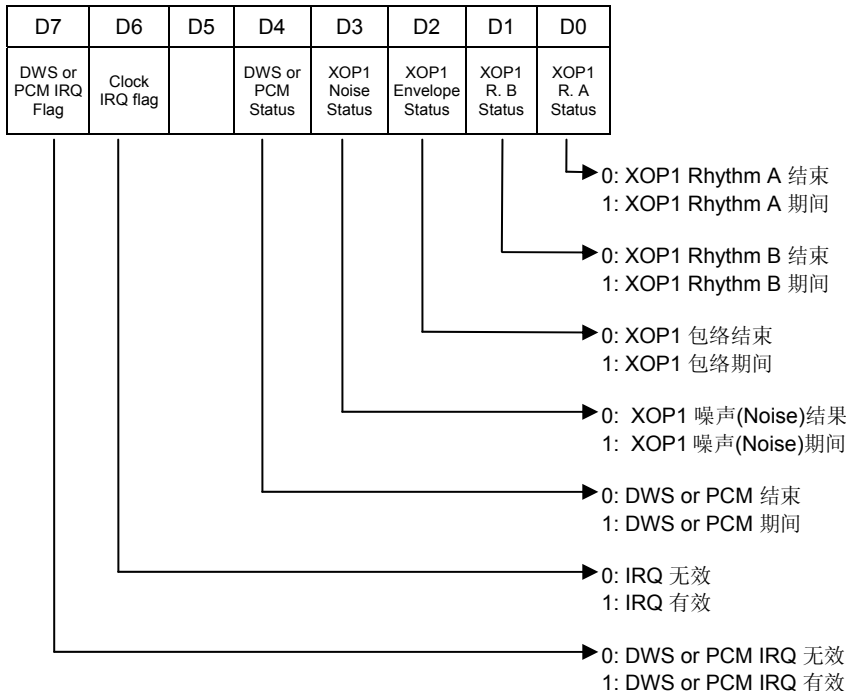 D7 D6 D5 D4 D3 D2 D1 D0
DWS or PCM IRQ Flag
Clock IRQ flag
DWS or PCM Status
XOP1 Noise Status
XOP1 Envelope Status
XOP1 R. B Status
XOP1 R. A Status
0: XOP1 Rhythm A 结束
1: XOP1 Rhythm A 期间
0: XOP1 Rhythm B 结束
1: XOP1 Rhythm B 期间
0: XOP1 包络结束
1: XOP1 包络期间
0: XOP1 噪声(Noise)结果
1: XOP1 噪声(Noise)期间
0: DWS or PCM 结束
1: DWS or PCM 期间
0: IRQ 无效
1: IRQ 有效
0: DWS or PCM IRQ 无效
1: DWS or PCM IRQ 有效